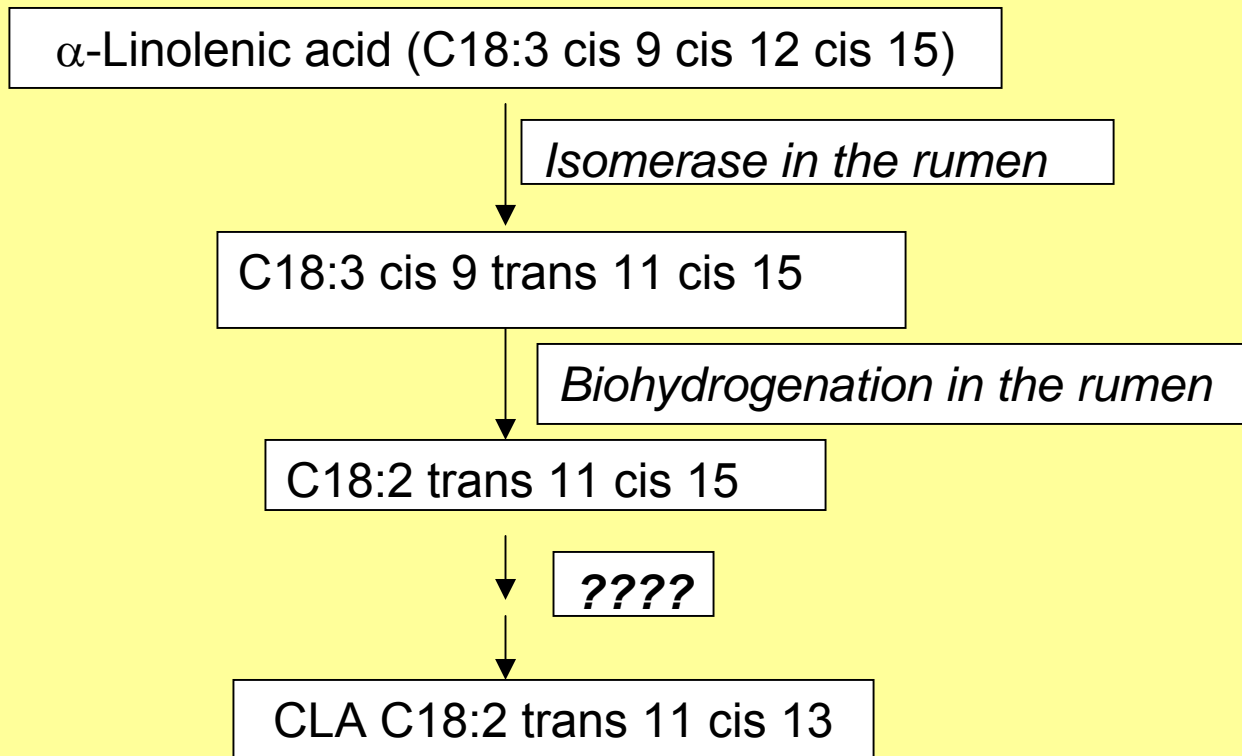 α-Linolenic acid (C18:3 cis 9 cis 12 cis 15)
Isomerase in the rumen
C18:3 cis 9 trans 11 cis 15
Biohydrogenation in the rumen
C18:2 trans 11 cis 15
????
CLA C18:2 trans 11 cis 13